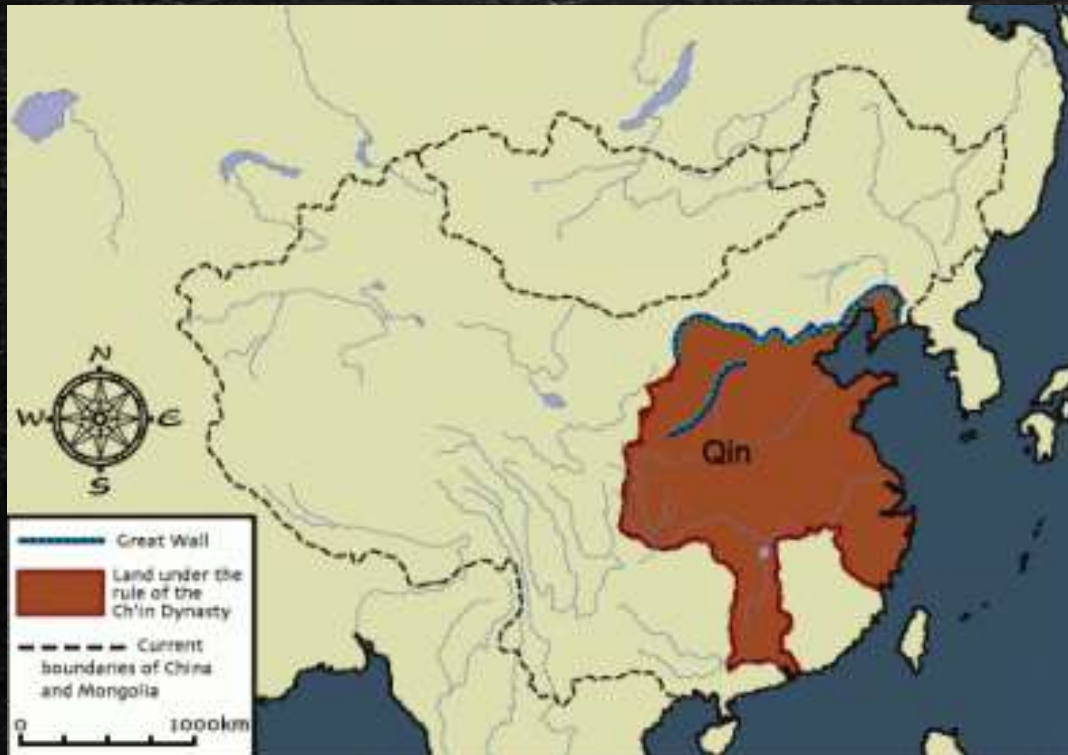 N
W E
S
Qin
Great Wall
Land under the
rule of the
Ch'in Dynasty
Current
boundaries of China
and Mongolia
0 1000km